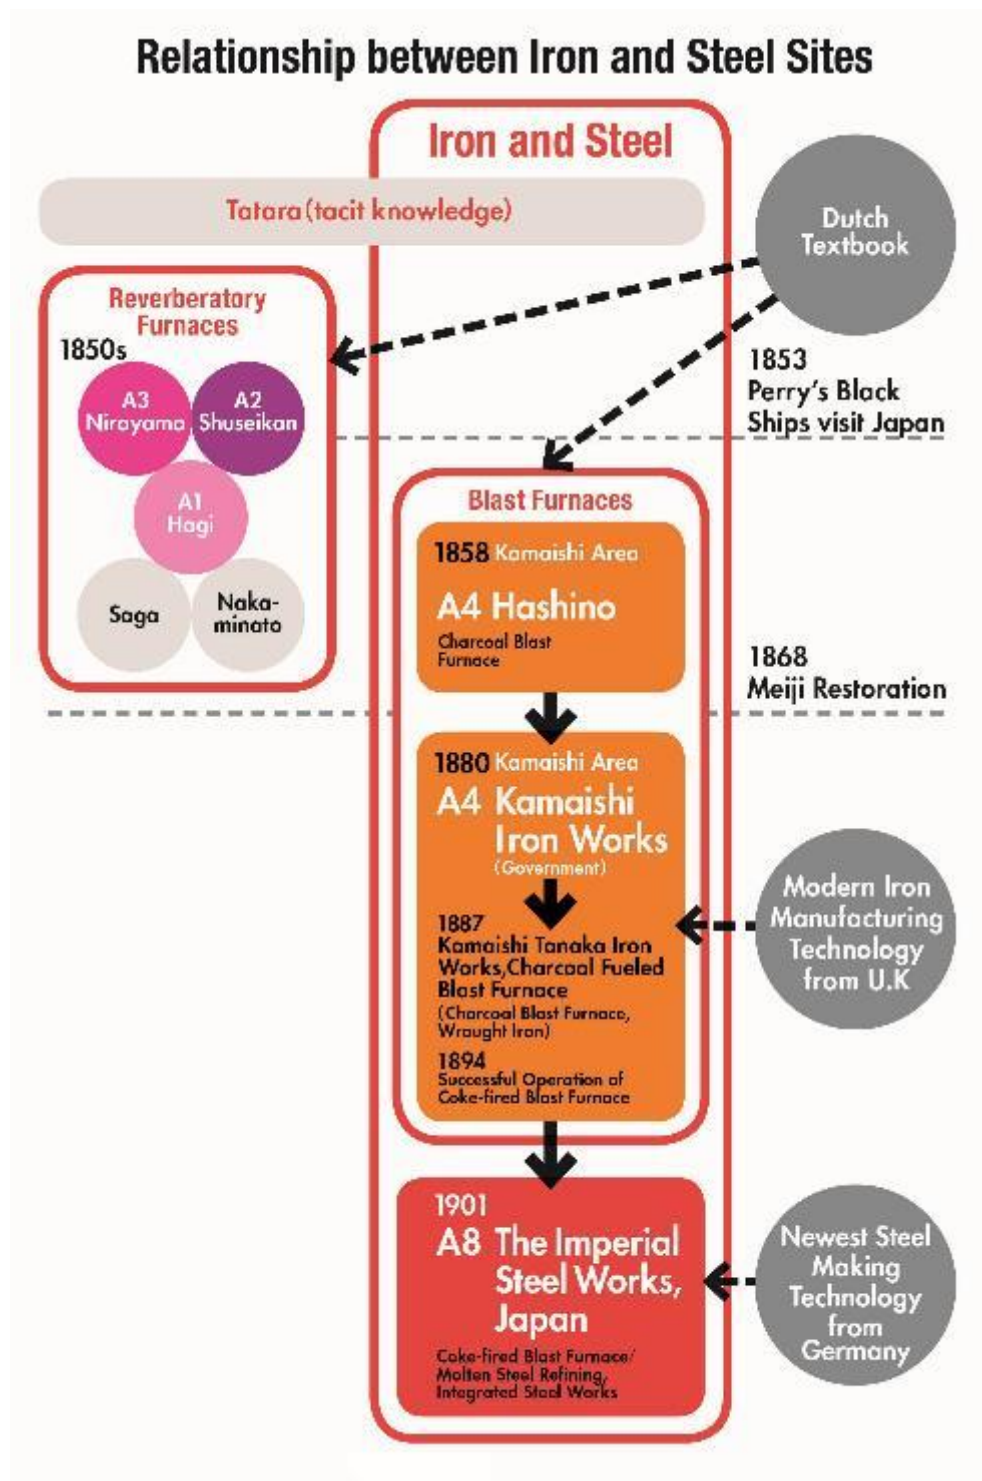 Relationship between Iron and Steel Sites
Iron and Steel
Tatara (tacit knowledge)
Dutch
Textbook
Reverberatory
Furnaces
1850s
A3
Nirayama
A2
Shuseikan
A1
Hagi
Saga
Naka-
minato
1853
Perry's Black
Ships visit Japan
Blast Furnaces
1858 Kamaishi Area
A4 Hashino
Charcoal Blast
Furnace
1868
Meiji Restoration
1880 Kamaishi Area
A4 Kamaishi
Iron Works
(Government)
1887
Kamaishi Tanaka Iron
Works,Charcoal Fueled
Blast Furnace
(Charcoal Blast Furnace,
Wraught Iron)
1894
Successful Operation of
Coke-fired Blast Furnace
Modern Iron
Manufacturing
Technology
from U.K
1901
A8 The Imperial
Steel Works,
Japan
Coke-fired Blast Furnace/
Molten Steel Refining,
Integrated Steel Works
Newest Steel
Making
Technology
from
Germany